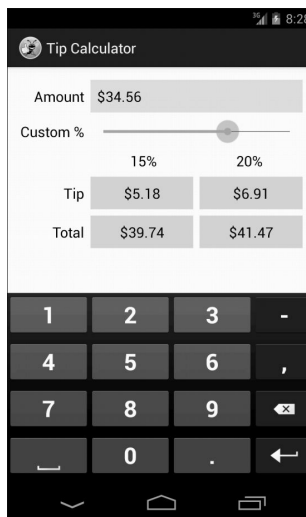 3G 8:28
Tip Calculator
Amount $34.56
Custom %
15% 20%
Tip $5.18 $6.91
Total $39.74 $41.47
1 2 3 -
4 5 6 ,
7 8 9
0 .